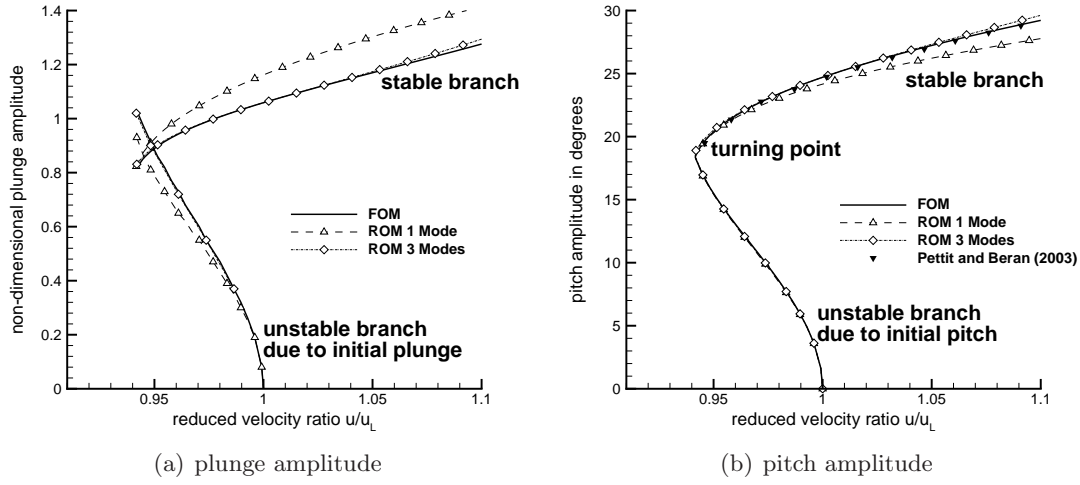 non-dimensional plunge amplitude
1.4
1.2
1
0.8
0.6
0.4
0.2
0
stable branch
FOM
ROM 1 Mode
ROM 3 Modes
unstable branch
due to initial plunge
0.95
1
1.05
1.1
reduced velocity ratio u/u_L
(a) plunge amplitude
pitch amplitude in degrees
30
25
20
15
10
5
0
stable branch
turning point
FOM
ROM 1 Mode
ROM 3 Modes
Pettit and Beran (2003)
unstable branch
due to initial pitch
0.95
1
1.05
1.1
reduced velocity ratio u/u_L
(b) pitch amplitude